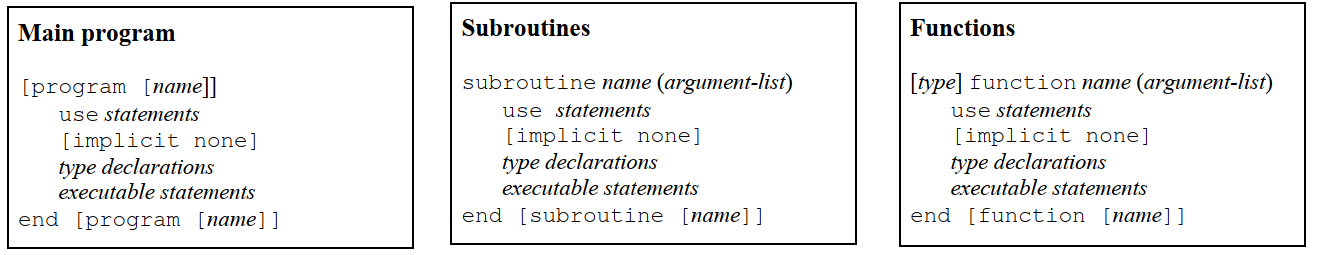 Main program
[program [name]]
use statements
[implicit none]
type declarations
executable statements
end [program [name]]
Subroutines
subroutine name (argument-list)
use statements
[implicit none]
type declarations
executable statements
end [subroutine [name]]
Functions
[type] function name (argument-list)
use statements
[implicit none]
type declarations
executable statements
end [function [name]]